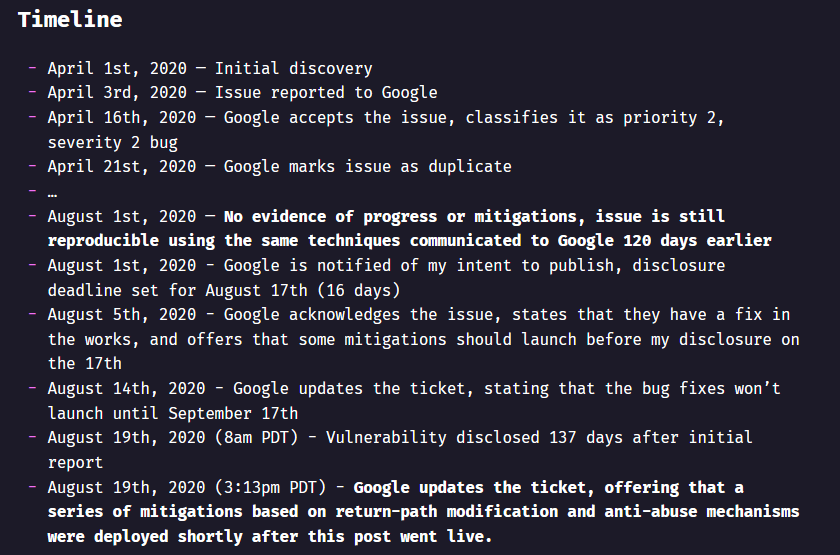 Timeline
- April 1st, 2020 — Initial discovery
- April 3rd, 2020 — Issue reported to Google
- April 16th, 2020 — Google accepts the issue, classifies it as priority 2,
severity 2 bug
- April 21st, 2020 — Google marks issue as duplicate
- …
- August 1st, 2020 — No evidence of progress or mitigations, issue is still
reproducible using the same techniques communicated to Google 120 days earlier
- August 1st, 2020 - Google is notified of my intent to publish, disclosure
deadline set for August 17th (16 days)
- August 5th, 2020 - Google acknowledges the issue, states that they have a fix in
the works, and offers that some mitigations should launch before my disclosure on
the 17th
- August 14th, 2020 - Google updates the ticket, stating that the bug fixes won’t
launch until September 17th
- August 19th, 2020 (8am PDT) - Vulnerability disclosed 137 days after initial
report
- August 19th, 2020 (3:13pm PDT) - Google updates the ticket, offering that a
series of mitigations based on return-path modification and anti-abuse mechanisms
were deployed shortly after this post went live.